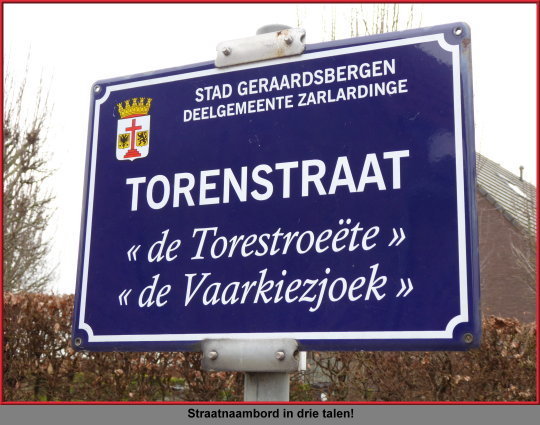 STAD GERAARDSBERGEN
DEELGEMEENTE ZARLARDINGE
TORENSTRAAT
« de Torestroeëte »
« de Vaarkiezjoek »
Straatnaambord in drie talen!